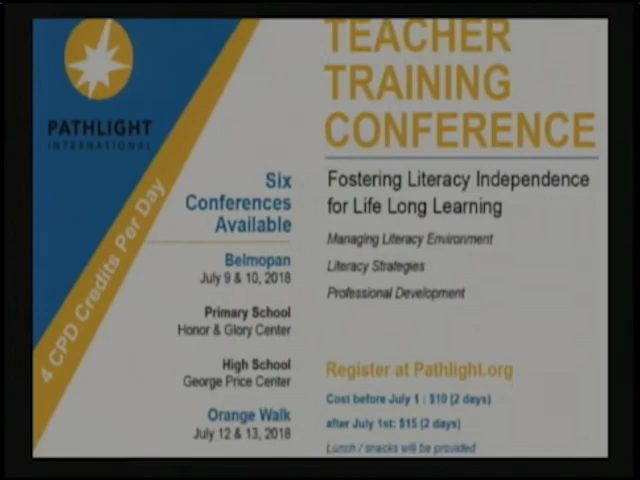 PATHLIGHT
INTERNATIONAL
4 CPD Credits Per Day
Six
Conferences
Available
Belmopan
July 9 & 10, 2018
Primary School
Honor & Glory Center
High School
George Price Center
Orange Walk
July 12 & 13, 2018
TEACHER
TRAINING
CONFERENCE
Fostering Literacy Independence
for Life Long Learning
Managing Literacy Environment
Literacy Strategies
Professional Development
Register at Pathlight.org
Cost before July 1 : $10 (2 days)
after July 1st: $15 (2 days)
Lunch / snacks will be provided